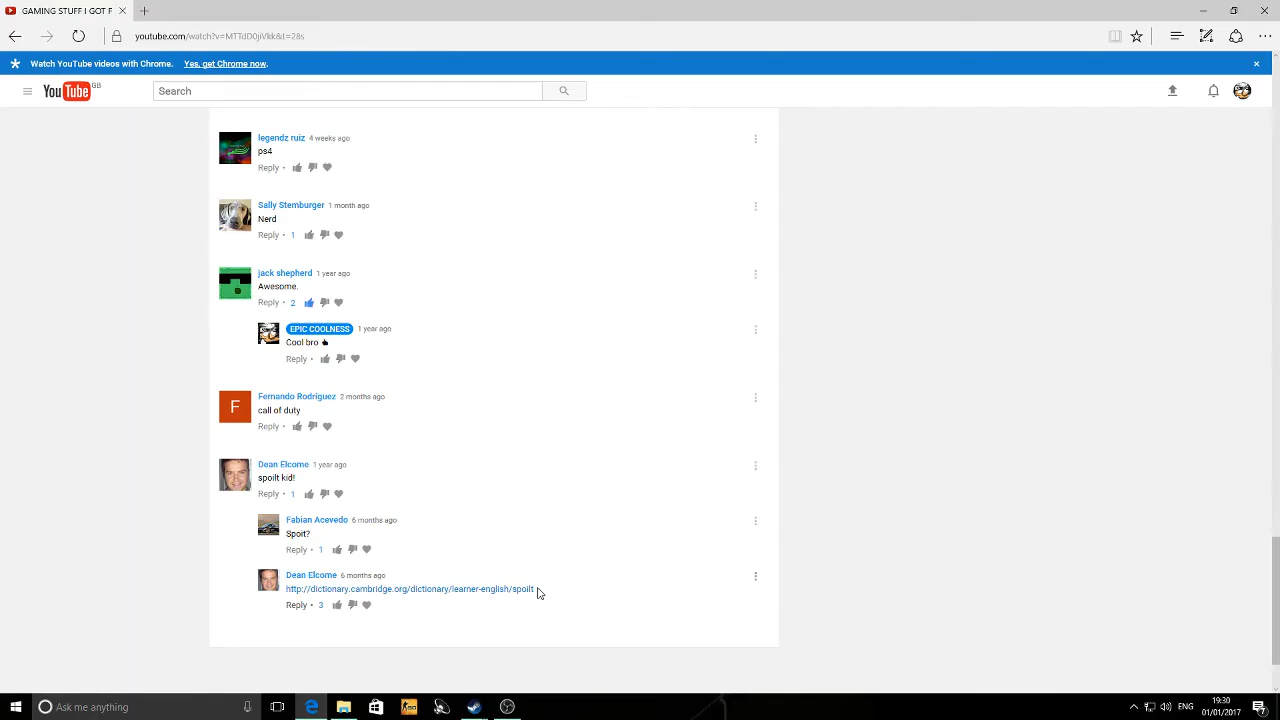 GAMING STUFF I GOT F
youtube.com/watch?v=MTTdD0jiVkk&t=28s
Watch YouTube videos with Chrome. Yes, get Chrome now.
YouTube GB
Search
legendz ruiz 4 weeks ago
ps4
Reply •
Sally Stemburger 1 month ago
Nerd
Reply • 1
jack shepherd 1 year ago
Awesome.
Reply • 2
EPIC COOLNESS 1 year ago
Cool bro
Reply •
F
Fernando Rodriguez 2 months ago
call of duty
Reply •
Dean Elcome 1 year ago
spoilt kid!
Reply • 1
Fabian Acevedo 6 months ago
Spoit?
Reply • 1
Dean Elcome 6 months ago
http://dictionary.cambridge.org/dictionary/learner-english/spoilt
Reply • 3
Ask me anything
GO
ENG
19:30
01/01/2017